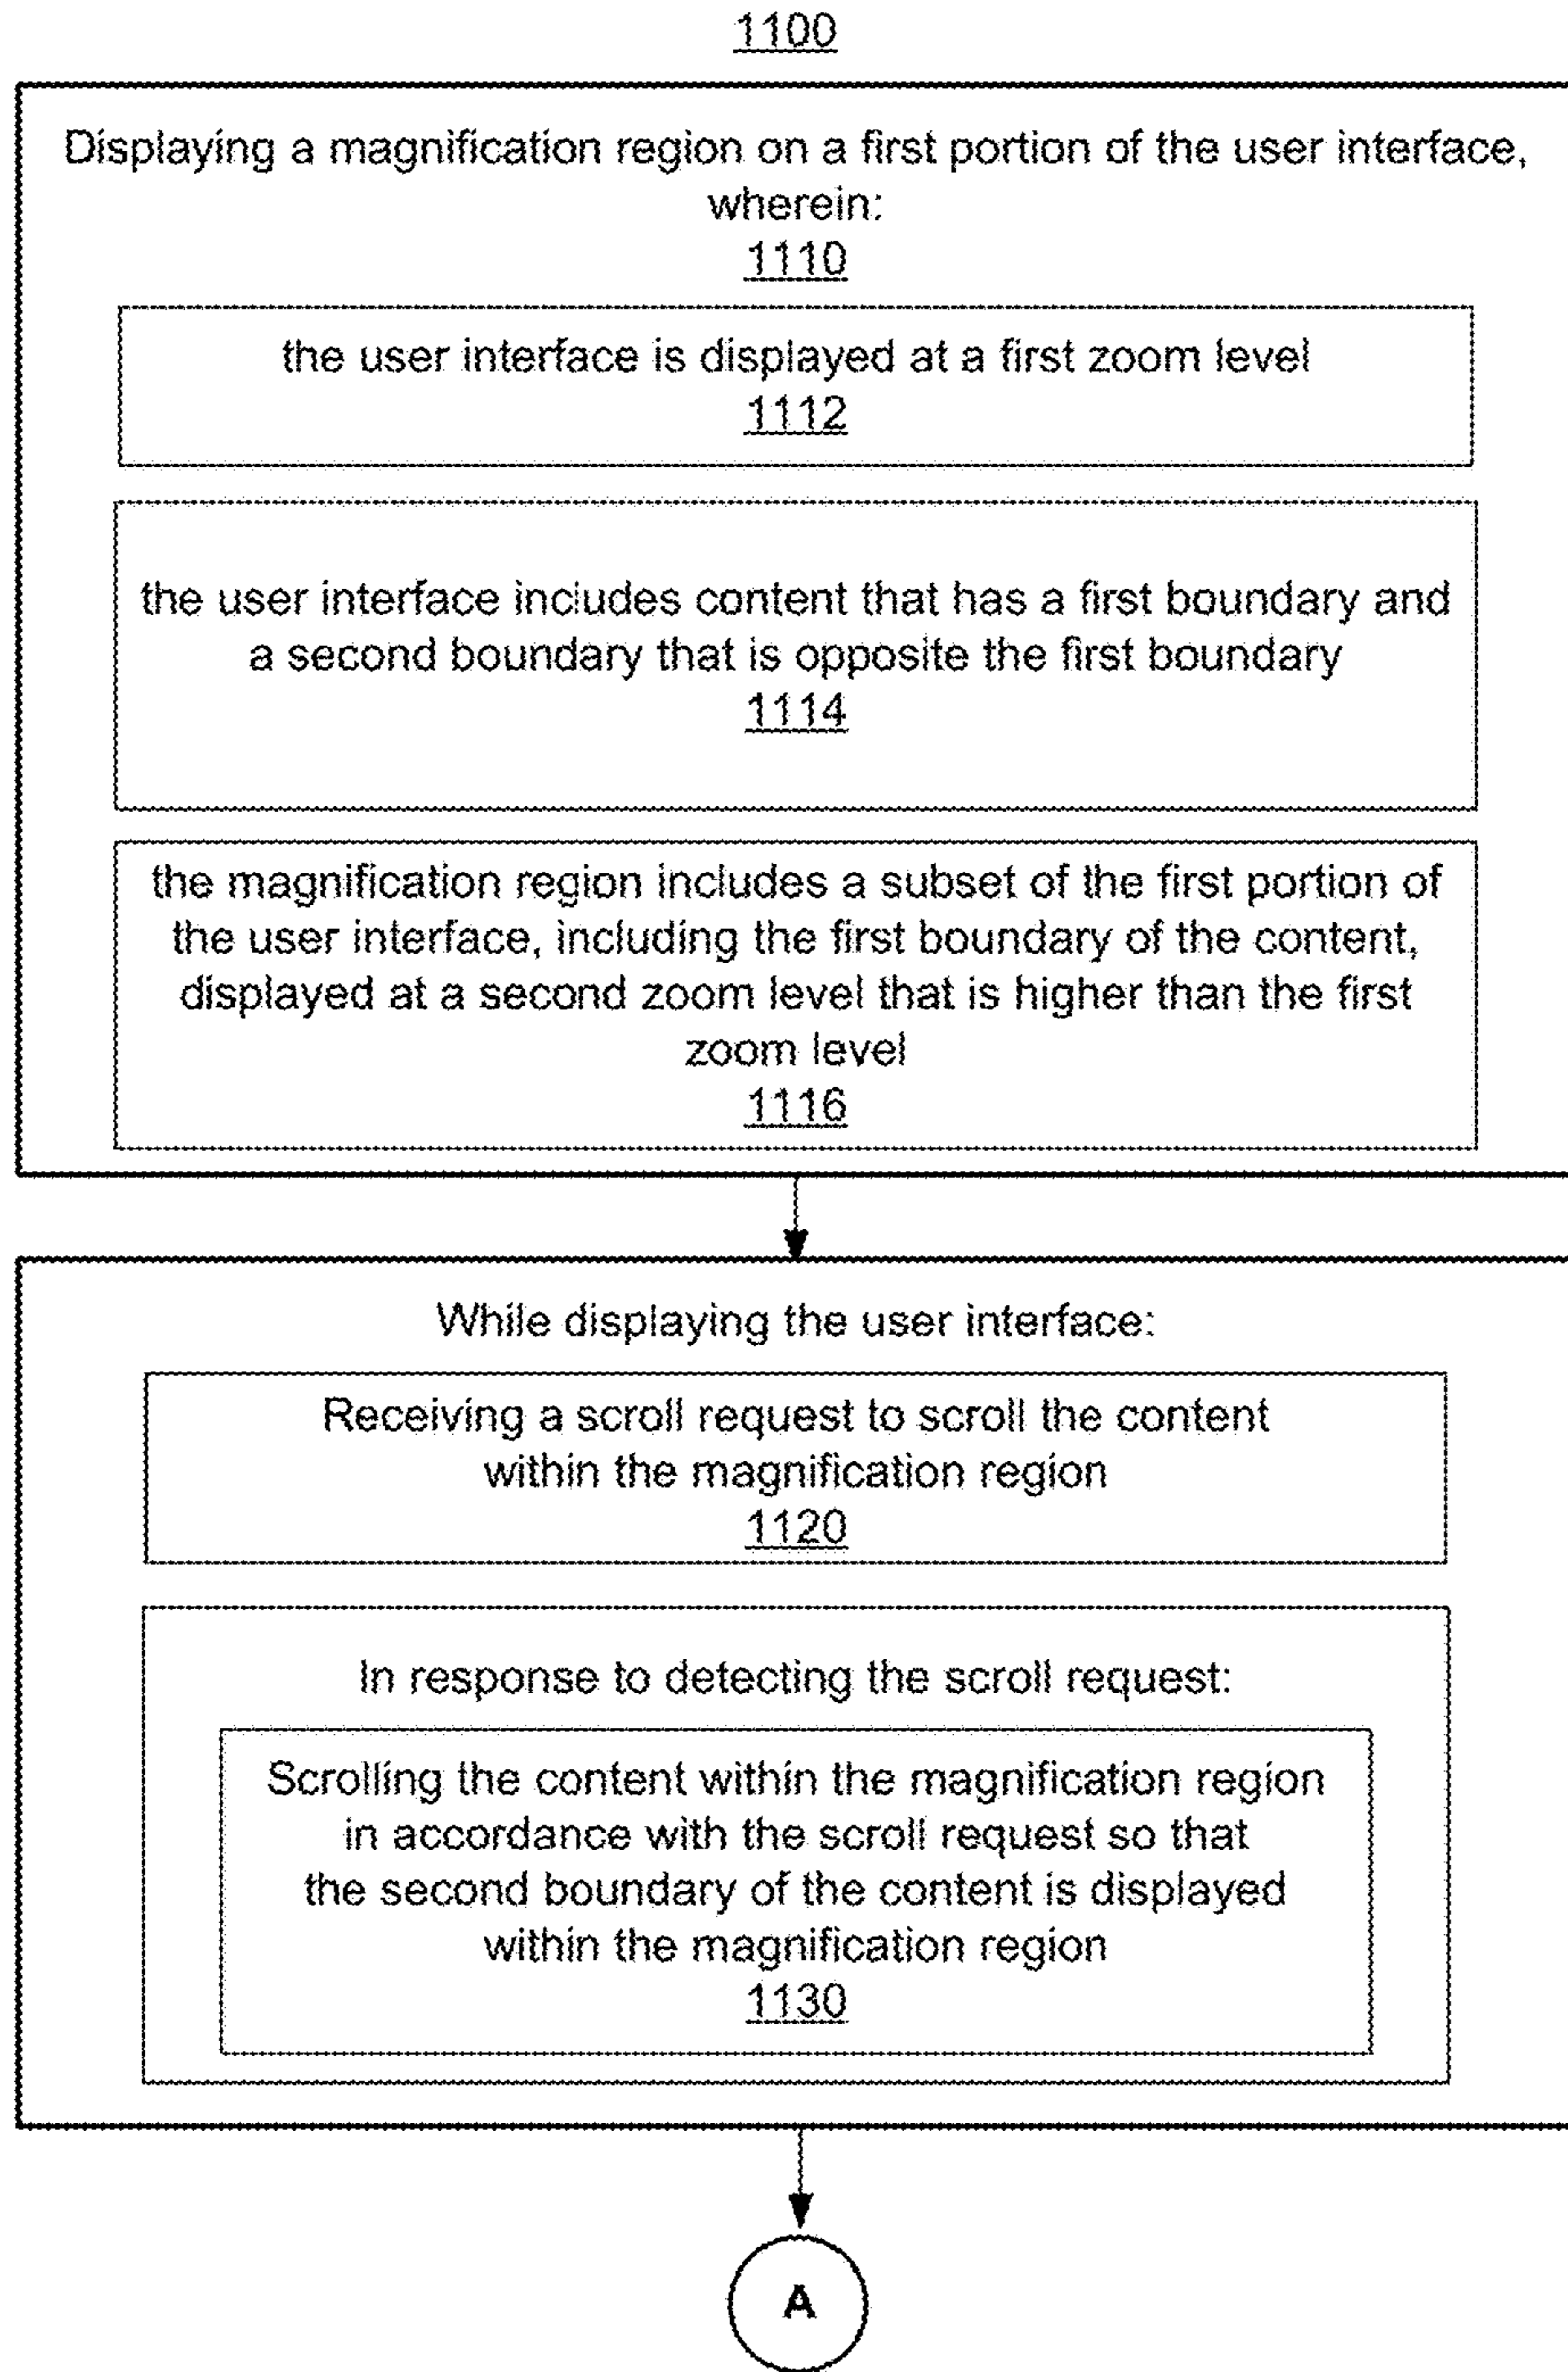 1100
Displaying a magnification region on a first portion of the user interface,
wherein:
1110
the user interface is displayed at a first zoom level
1112
the user interface includes content that has a first boundary and
a second boundary that is opposite the first boundary
1114
the magnification region includes a subset of the first portion of
the user interface, including the first boundary of the content,
displayed at a second zoom level that is higher than the first
zoom level
1116
While displaying the user interface:
Receiving a scroll request to scroll the content
within the magnification region
1120
In response to detecting the scroll request:
Scrolling the content within the magnification region
in accordance with the scroll request so that
the second boundary of the content is displayed
within the magnification region
1130
A